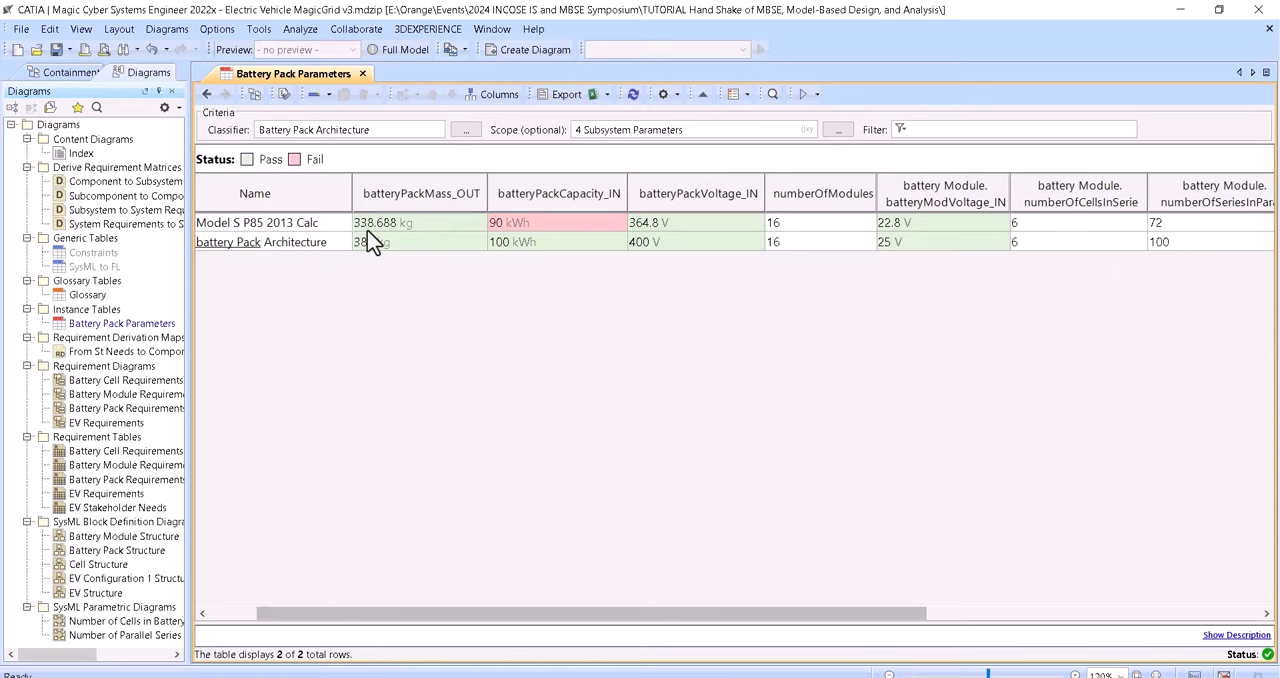 CATIA | Magic Cyber Systems Engineer 2022x - Electric Vehicle MagicGrid v3.mdzip [E:\Orange\Events\2024 INCOSE IS and MBSE Symposium\TUTORIAL Hand Shake of MBSE, Model-Based Design, and Analysis\]
File Edit View Layout Diagrams Options Tools Analyze Collaborate 3DEXPERIENCE Window Help
Preview: - no preview - Full Model Create Diagram
Containment Diagrams Battery Pack Parameters
Diagrams
Columns Export
Criteria
Classifier: Battery Pack Architecture ... Scope (optional): 4 Subsystem Parameters ... Filter:
Status: Pass Fail
Name batteryPackMass_OUT batteryPackCapacity_IN batteryPackVoltage_IN numberOfModules battery Module. batteryModVoltage_IN battery Module. numberOfCellsInSerie battery Module. numberOfSeriesInPara
Model S P85 2013 Calc 338.688 kg 90 kWh 364.8 V 16 22.8 V 6 72
battery Pack Architecture 100 kWh 400 V 16 25 V 6 100
Diagrams
Content Diagrams
Index
Derive Requirement Matrices
Component to Subsystem
Subcomponent to Compo
Subsystem to System Requ
System Requirements to S
Generic Tables
Constraints
SysML to FL
Glossary Tables
Glossary
Instance Tables
Battery Pack Parameters
Requirement Derivation Maps
From St Needs to Compor
Requirement Diagrams
Battery Cell Requirements
Battery Module Requireme
Battery Pack Requirements
EV Requirements
Requirement Tables
Battery Cell Requirements
Battery Module Requirem
Battery Pack Requirements
EV Requirements
EV Stakeholder Needs
SysML Block Definition Diagra
Battery Module Structure
Battery Pack Structure
Cell Structure
EV Configuration 1 Structu
EV Structure
SysML Parametric Diagrams
Number of Cells in Battery
Number of Parallel Series
Show Description
The table displays 2 of 2 total rows. Status:
Ready 120%